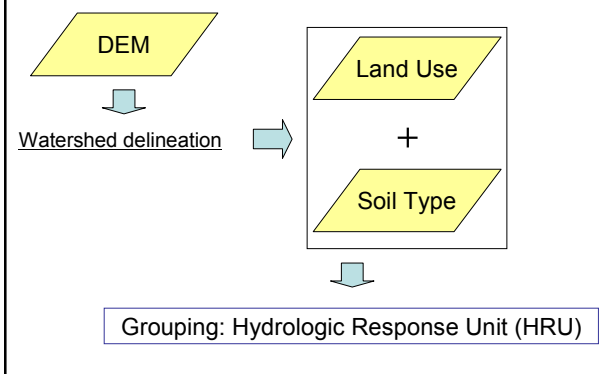 DEM
Watershed delineation
Land Use
+
Soil Type
Grouping: Hydrologic Response Unit (HRU)